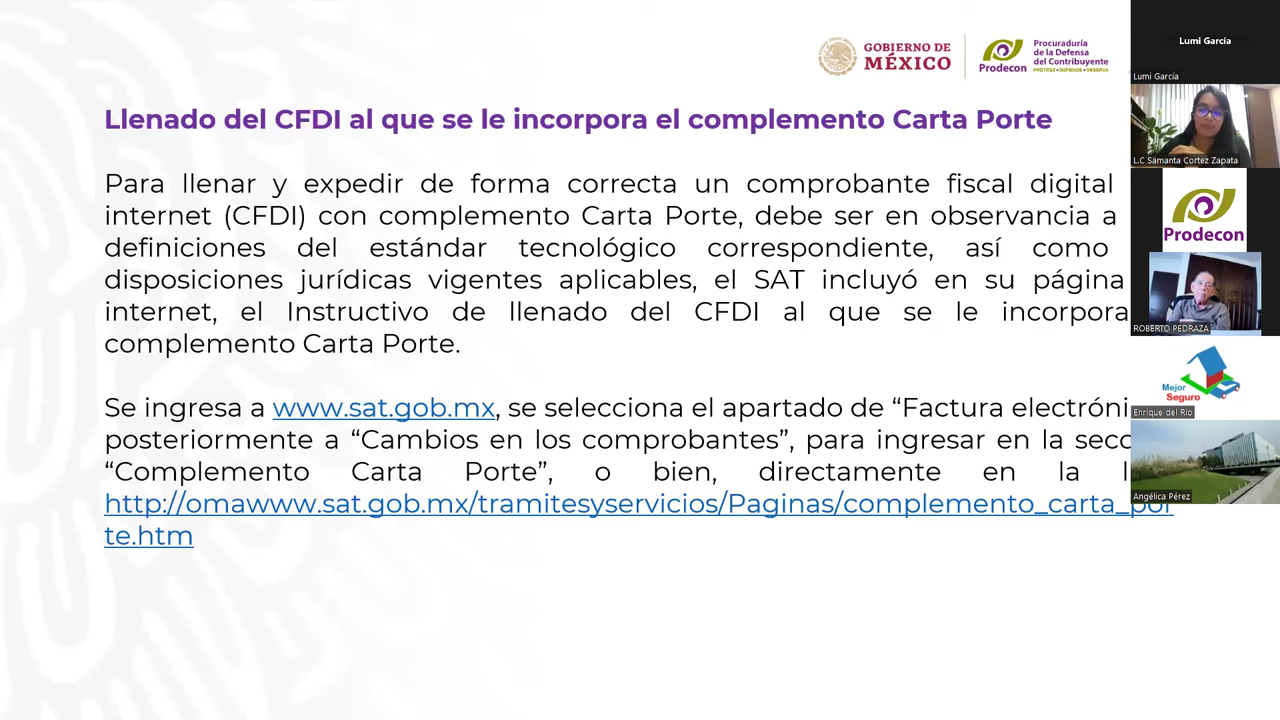 GOBIERNO DE
MÉXICO
Prodecon
Procuraduría
de la Defensa
del Contribuyente
PROTEGE • DEFIENDE • OBSERVA
Llenado del CFDI al que se le incorpora el complemento Carta Porte
Para llenar y expedir de forma correcta un comprobante fiscal digital
internet (CFDI) con complemento Carta Porte, debe ser en observancia a
definiciones del estándar tecnológico correspondiente, así como
disposiciones jurídicas vigentes aplicables, el SAT incluyó en su página
internet, el Instructivo de llenado del CFDI al que se le incorpora
complemento Carta Porte.
Se ingresa a www.sat.gob.mx, se selecciona el apartado de “Factura electróni
posteriormente a “Cambios en los comprobantes”, para ingresar en la secc
“Complemento Carta Porte”, o bien, directamente en la l
http://omawww.sat.gob.mx/tramitesyservicios/Paginas/complemento_carta_por
te.htm
Lumi García
Lumi García
L.C Samanta Cortez Zapata
Prodecon
ROBERTO PEDRAZA
Mejor
Seguro
Enrique del Río
Angélica Pérez